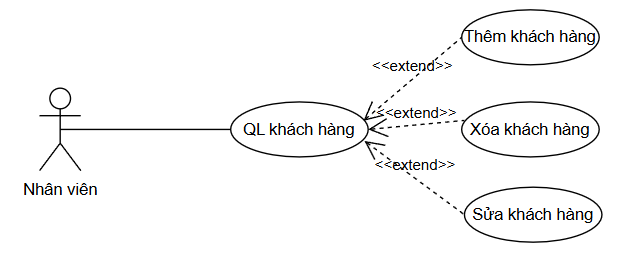 Thêm khách hàng
<<extend>>
<<extend>>
QL khách hàng
Xóa khách hàng
<<extend>>
Nhân viên
Sửa khách hàng